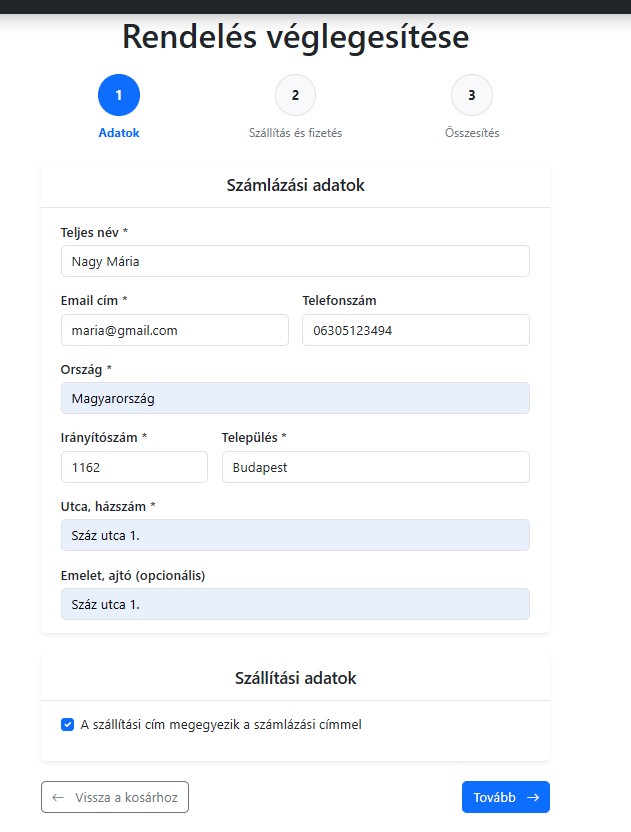 Rendelés véglegesítése
1 2 3
Adatok Szállítás és fizetés Összesítés
Számlázási adatok
Teljes név *
Nagy Mária
Email cím * Telefonszám
maria@gmail.com 06305123494
Ország *
Magyarország
Irányítószám * Település *
1162 Budapest
Utca, házszám *
Száz utca 1.
Emelet, ajtó (opcionális)
Száz utca 1.
Szállítási adatok
A szállítási cím megegyezik a számlázási címmel
← Vissza a kosárhoz Tovább →